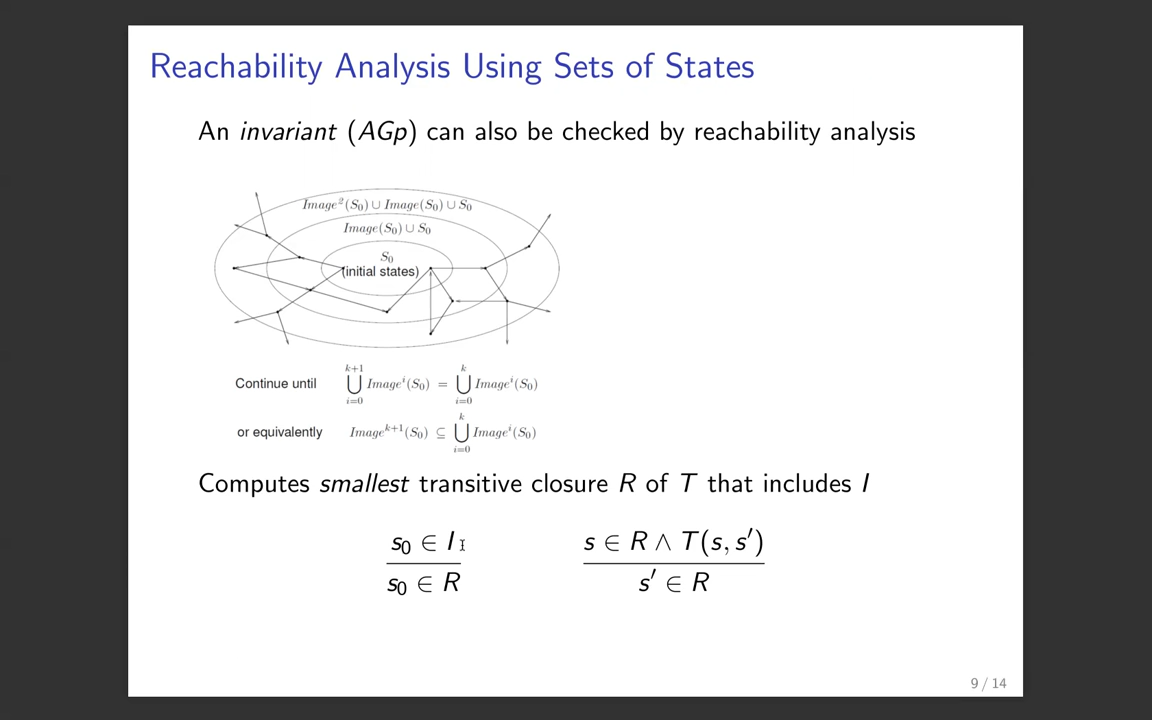 Reachability Analysis Using Sets of States
An invariant (AGp) can also be checked by reachability analysis
Image²(S₀) ∪ Image(S₀) ∪ S₀
Image(S₀) ∪ S₀
S₀
(initial states)
Continue until ⋃_{i=0}^{k+1} Imageⁱ(S₀) = ⋃_{i=0}^{k} Imageⁱ(S₀)
or equivalently Image^{k+1}(S₀) ⊆ ⋃_{i=0}^{k} Imageⁱ(S₀)
Computes smallest transitive closure R of T that includes I
s₀ ∈ I
s₀ ∈ R
s ∈ R ∧ T(s, s′)
s′ ∈ R
9 / 14